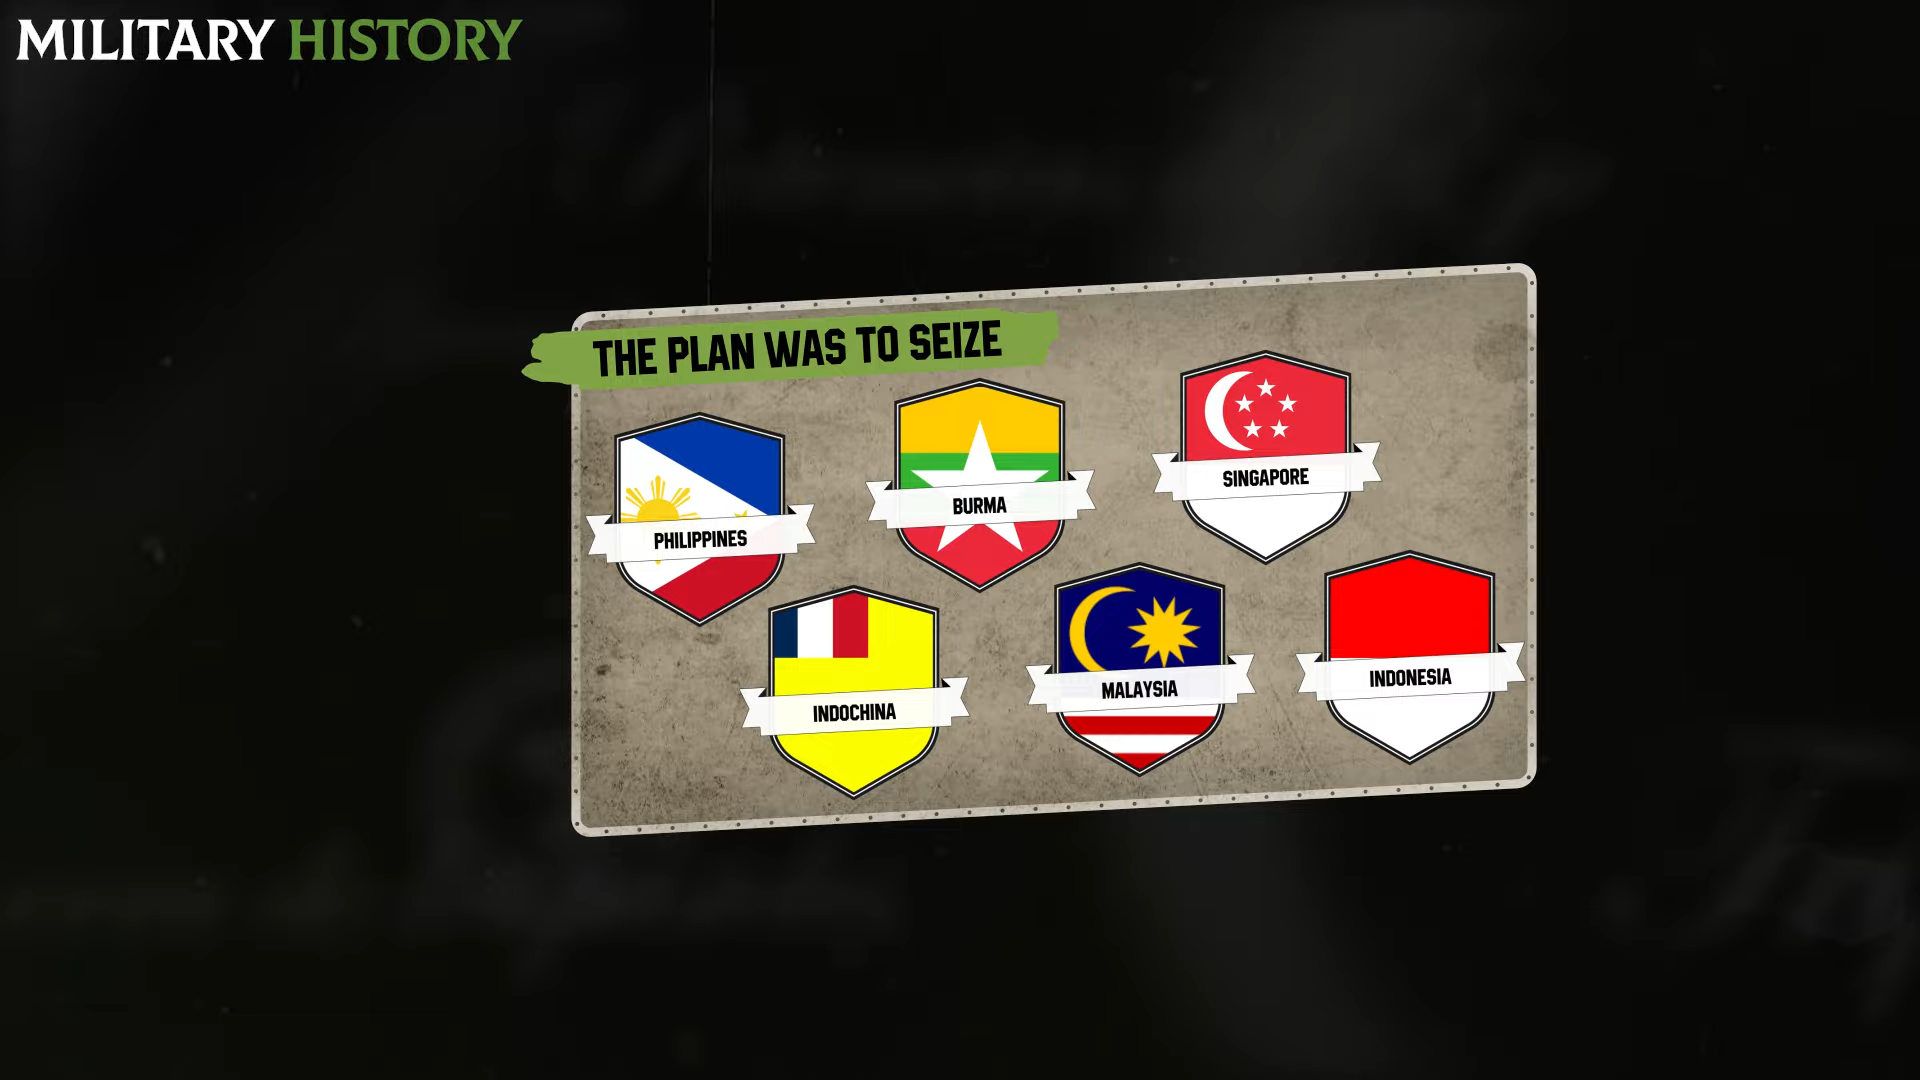 MILITARY HISTORY
THE PLAN WAS TO SEIZE
PHILIPPINES
BURMA
SINGAPORE
INDOCHINA
MALAYSIA
INDONESIA